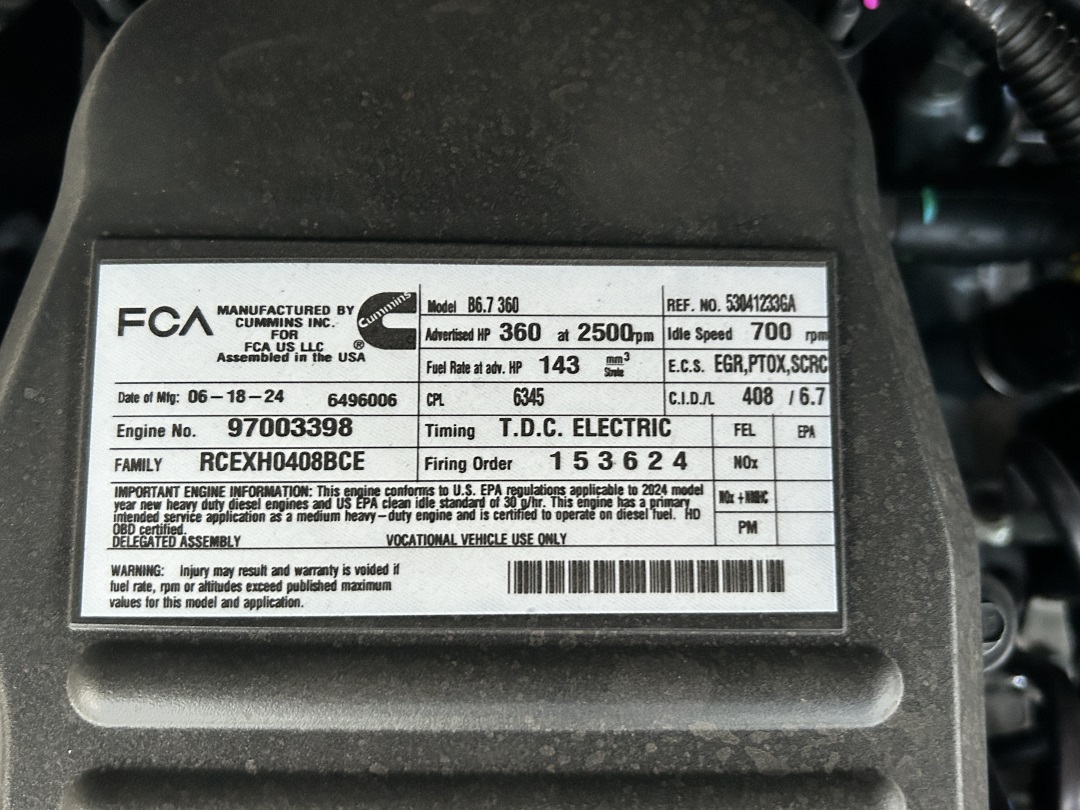 FCA
MANUFACTURED BY
CUMMINS INC.
FOR
FCA US LLC
Assembled in the USA
Cummins
®
Model B6.7 360
REF. NO. 53041233GA
Advertised HP 360 at 2500rpm
Idle Speed 700 rpm
Fuel Rate at adv. HP 143 mm³
Stroke
E.C.S. EGR,PTOX,SCRC
Date of Mfg: 06-18-24 6496006
CPL 6345
C.I.D./L 408 / 6.7
Engine No. 97003398
Timing T.D.C. ELECTRIC
FEL EPA
FAMILY RCEXH0408BCE
Firing Order 1 5 3 6 2 4
NOx
NOx + NMHC
PM
IMPORTANT ENGINE INFORMATION: This engine conforms to U.S. EPA regulations applicable to 2024 model
year new heavy duty diesel engines and US EPA clean idle standard of 30 g/hr. This engine has a primary
intended service application as a medium heavy-duty engine and is certified to operate on diesel fuel. HD
OBD certified.
DELEGATED ASSEMBLY VOCATIONAL VEHICLE USE ONLY
WARNING: Injury may result and warranty is voided if
fuel rate, rpm or altitudes exceed published maximum
values for this model and application.